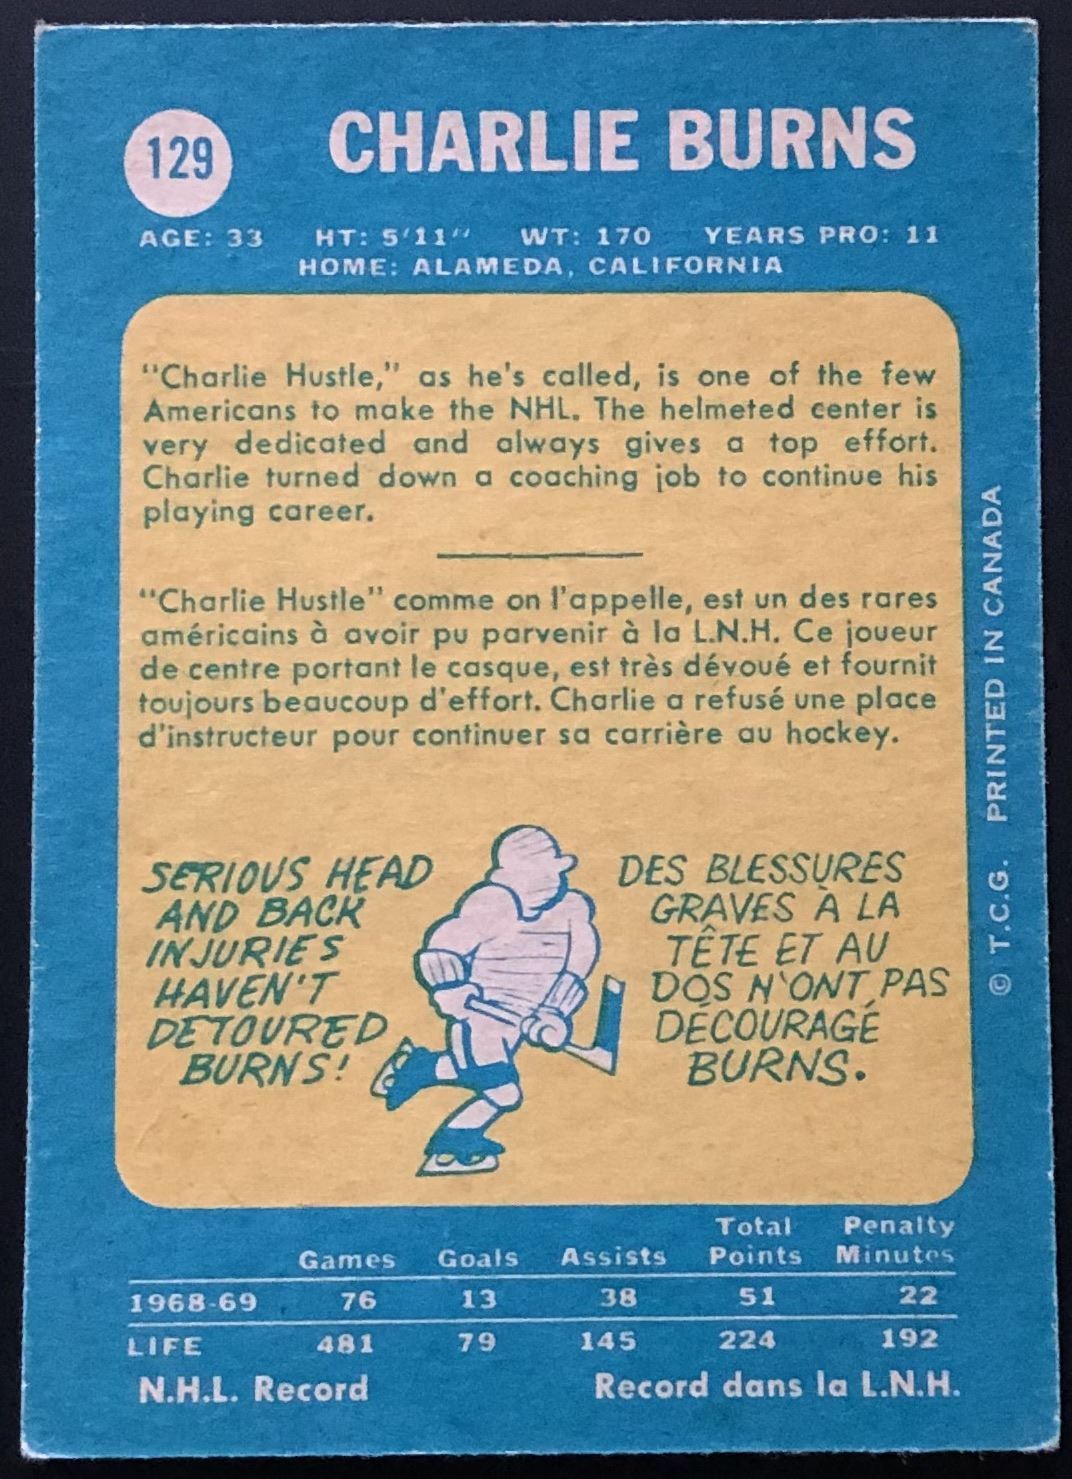 129
CHARLIE BURNS
AGE: 33 HT: 5'11" WT: 170 YEARS PRO: 11
HOME: ALAMEDA, CALIFORNIA
"Charlie Hustle," as he's called, is one of the few
Americans to make the NHL. The helmeted center is
very dedicated and always gives a top effort.
Charlie turned down a coaching job to continue his
playing career.
"Charlie Hustle" comme on l'appelle, est un des rares
américains à avoir pu parvenir à la L.N.H. Ce joueur
de centre portant le casque, est très dévoué et fournit
toujours beaucoup d'effort. Charlie a refusé une place
d'instructeur pour continuer sa carrière au hockey.
SERIOUS HEAD
AND BACK
INJURIES
HAVEN'T
DETOURED
BURNS!
DES BLESSURES
GRAVES À LA
TÊTE ET AU
DOS N'ONT PAS
DÉCOURAGÉ
BURNS.
© T.C.G. PRINTED IN CANADA
Total Penalty
Games Goals Assists Points Minutes
1968-69 76 13 38 51 22
LIFE 481 79 145 224 192
N.H.L. Record Record dans la L.N.H.